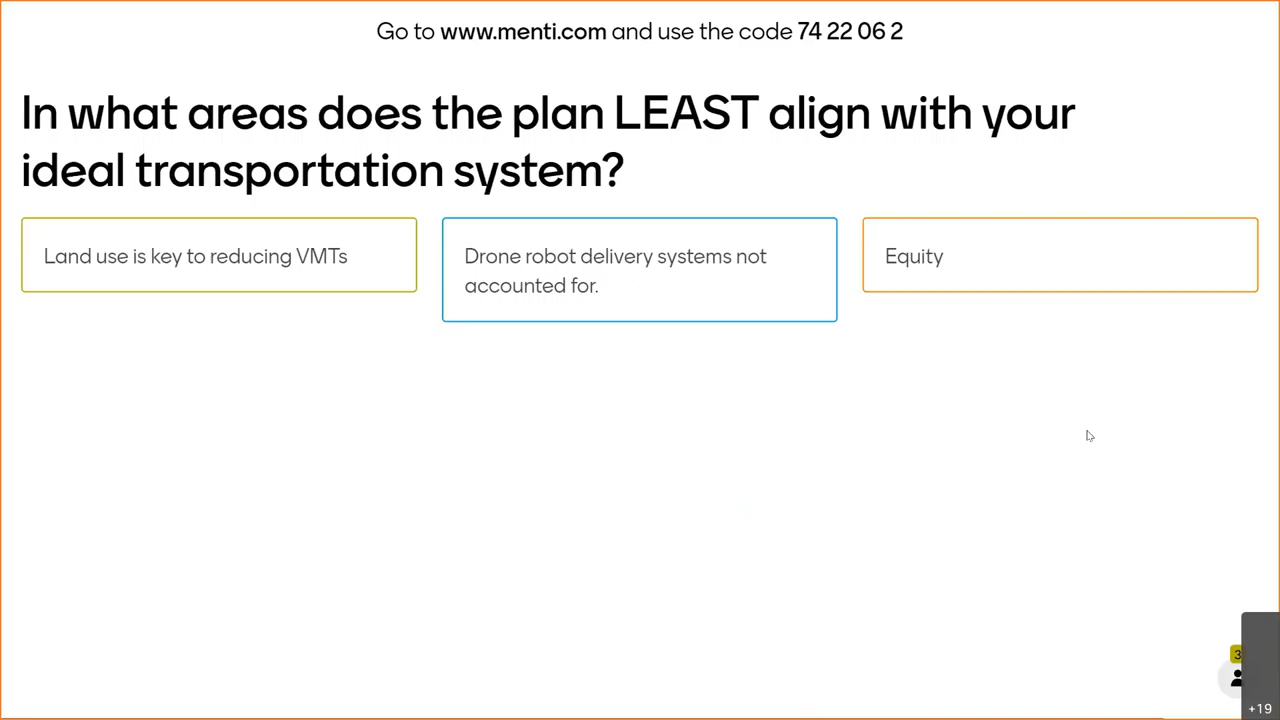 Go to www.menti.com and use the code 74 22 06 2
In what areas does the plan LEAST align with your
ideal transportation system?
Land use is key to reducing VMTs
Drone robot delivery systems not
accounted for.
Equity
3
+19